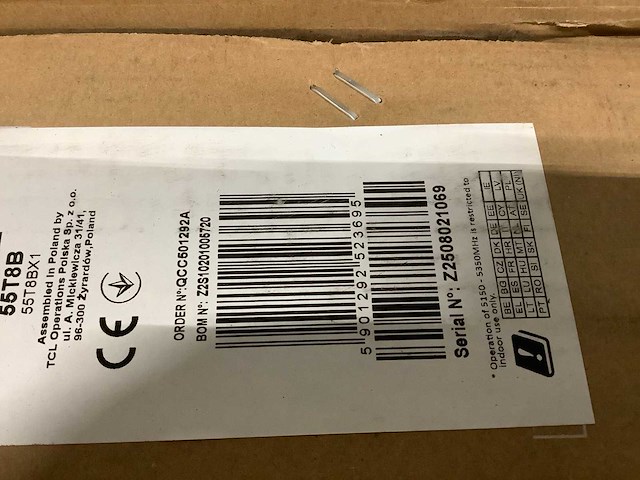 55T8B
55T8BX1
Assembled in Poland by
TCL Operations Polska Sp. z o.o.
ul. A. Mickiewicza 31/41,
96-300 Żyrardów,Poland
CE
ORDER N°:QCC501292A
BOM N°: Z2S10201005720
5 901292 523695
Serial N°: Z2508021069
* Operation of 5150 - 5350MHz is restricted to
indoor use only.
BE BG CZ DK DE EE IE
EL ES FR HR IT CY LV
LT LU HU MT NL AT PL
PT RO SI SK FI SE UK(NI)